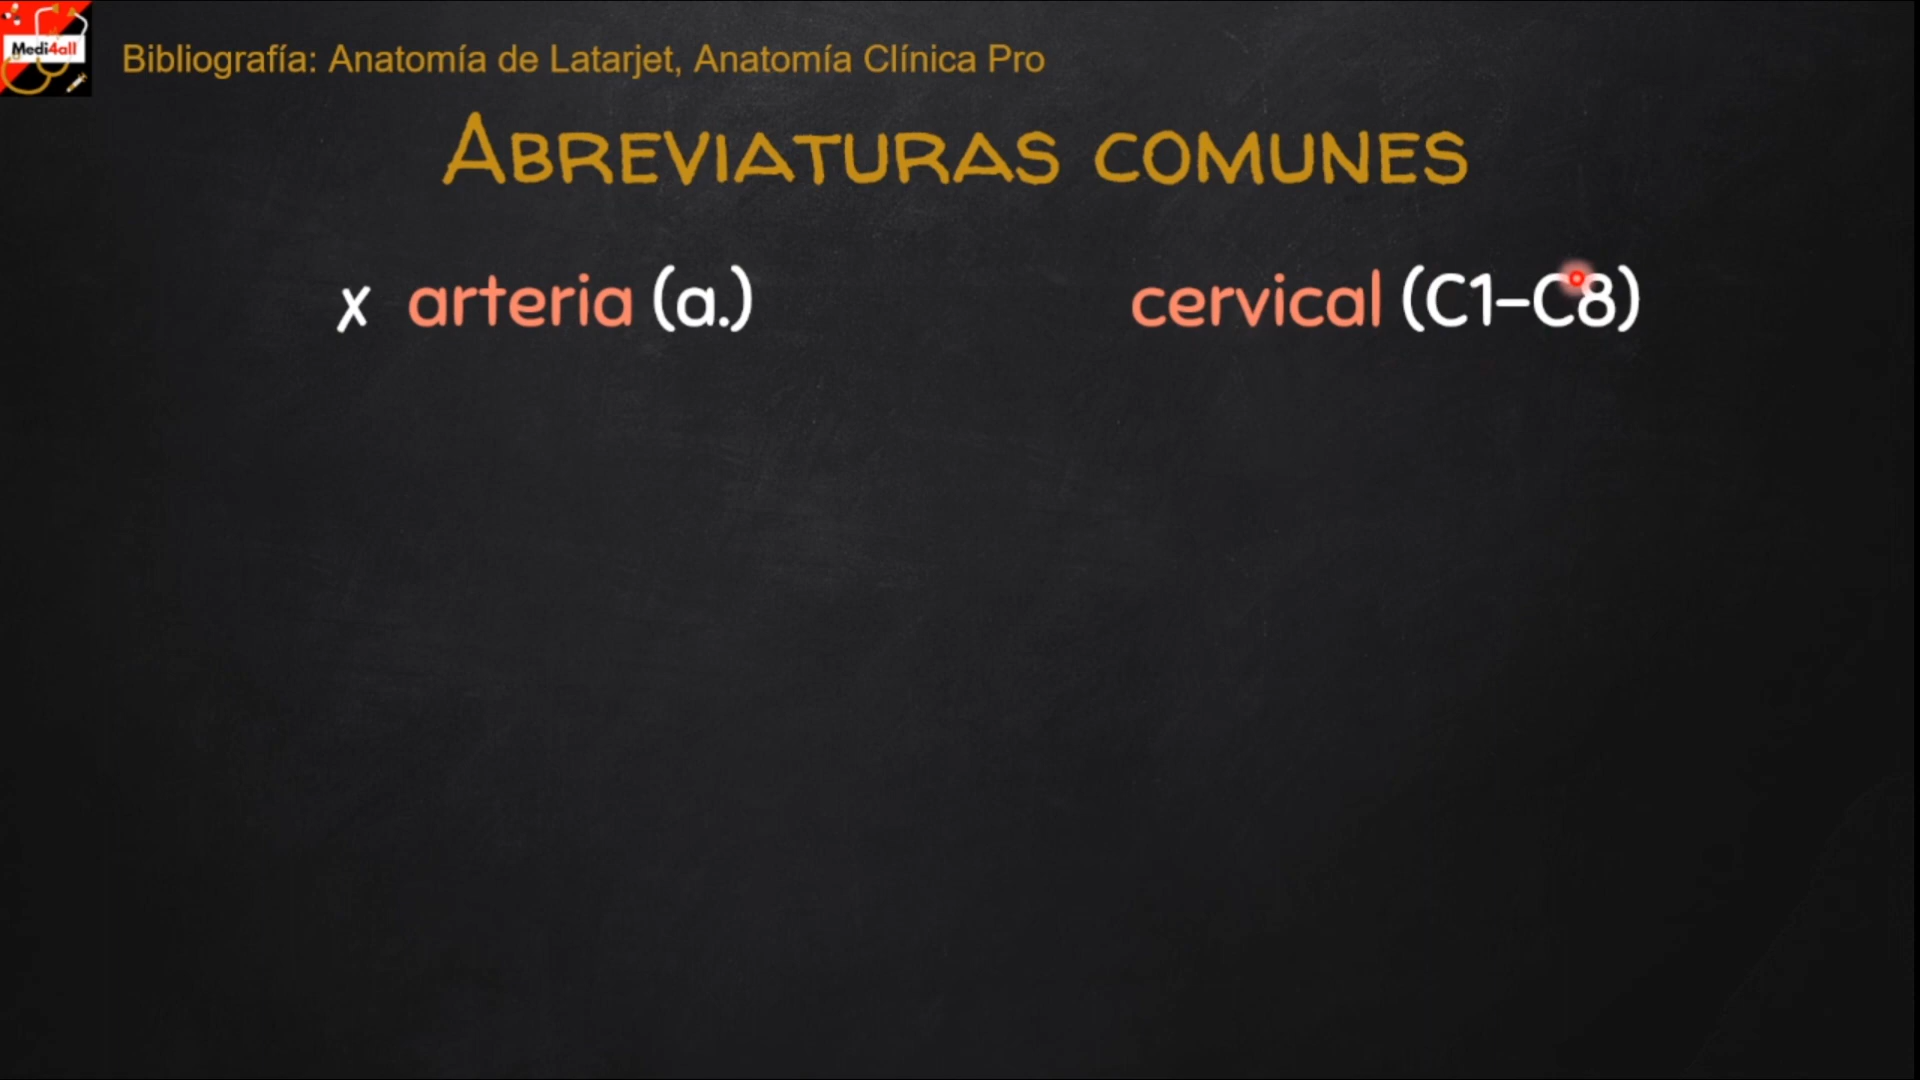 Medi4all
Bibliografía: Anatomía de Latarjet, Anatomía Clínica Pro
ABREVIATURAS COMUNES
x arteria (a.)
cervical (C1-C8)